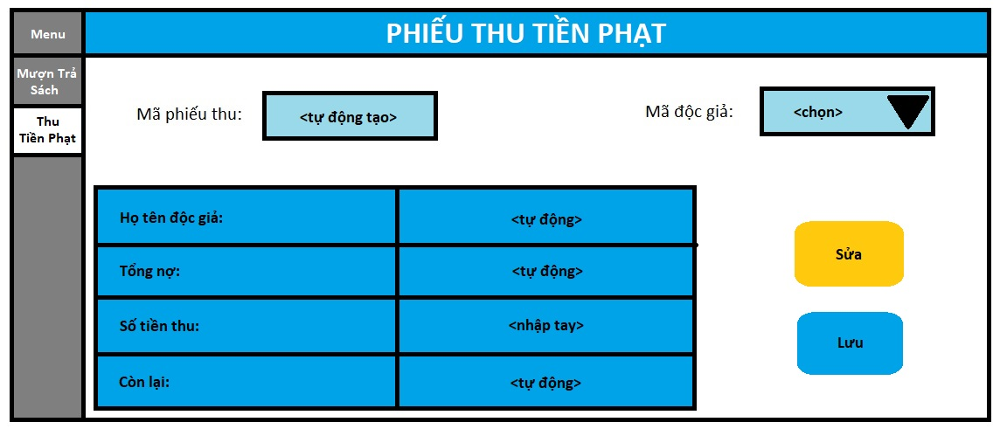 Menu
PHIẾU THU TIỀN PHẠT
Mượn Trả
Sách
Thu
Tiền Phạt
Mã phiếu thu:
<tự động tạo>
Mã độc giả:
<chọn>
Họ tên độc giả:
<tự động>
Tổng nợ:
<tự động>
Số tiền thu:
<nhập tay>
Còn lại:
<tự động>
Sửa
Lưu